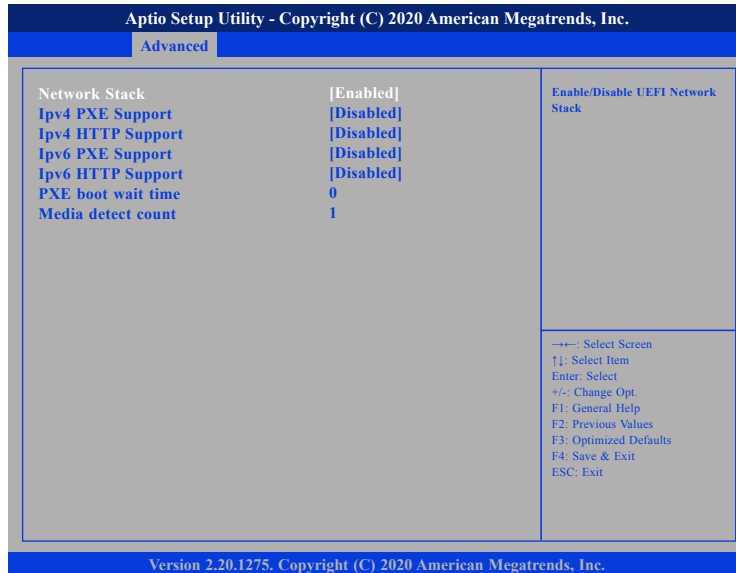 Aptio Setup Utility - Copyright (C) 2020 American Megatrends, Inc.
Advanced
Network Stack [Enabled]
Ipv4 PXE Support [Disabled]
Ipv4 HTTP Support [Disabled]
Ipv6 PXE Support [Disabled]
Ipv6 HTTP Support [Disabled]
PXE boot wait time 0
Media detect count 1
Enable/Disable UEFI Network
Stack
→←: Select Screen
↑↓: Select Item
Enter: Select
+/-: Change Opt.
F1: General Help
F2: Previous Values
F3: Optimized Defaults
F4: Save & Exit
ESC: Exit
Version 2.20.1275. Copyright (C) 2020 American Megatrends, Inc.